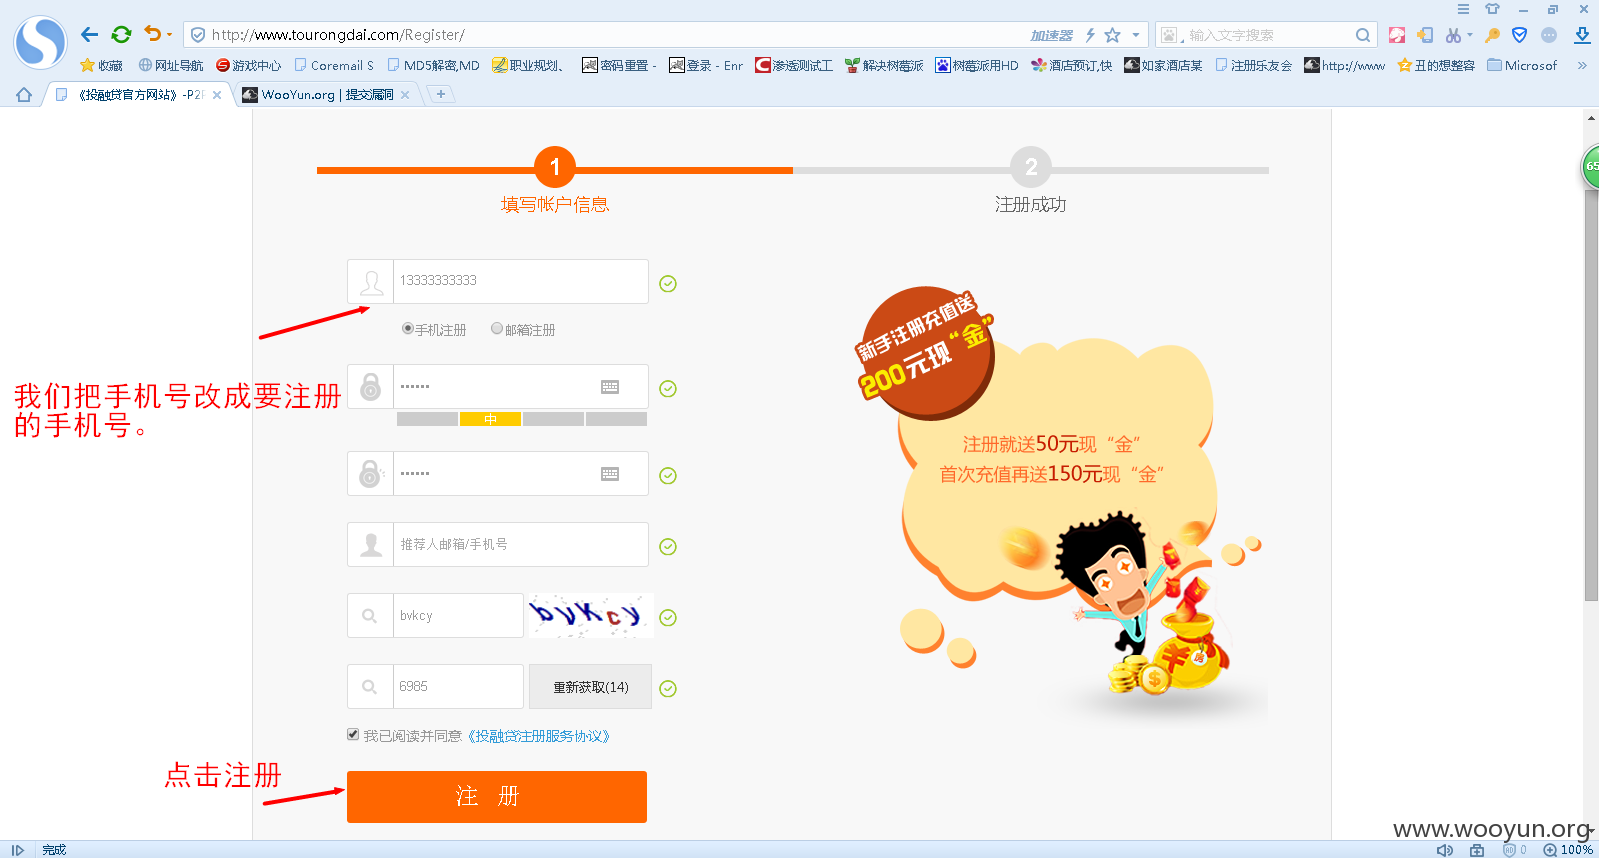 http://www.tourongdai.com/Register/
加速器
输入文字搜索
收藏 网址导航 游戏中心 Coremail S MD5解密,MD 职业规划、 密码重置 - 登录 - Enr 渗透测试工 解决树莓派 树莓派用HD 酒店预订,快 如家酒店某 注册乐友会 http://www 丑的想整容 Microsof
《投融贷官方网站》-P2P WooYun.org | 提交漏洞
65
1 2
填写帐户信息 注册成功
13333333333
手机注册 邮箱注册
我们把手机号改成要注册
的手机号。
••••••
中
••••••
推荐人邮箱/手机号
bvkcy bvkcy
6985 重新获取(14)
我已阅读并同意《投融贷注册服务协议》
点击注册
注 册
新手注册充值送
200元现“金”
注册就送50元现“金”
首次充值再送150元现“金”
www.wooyun.org
完成 0 100%